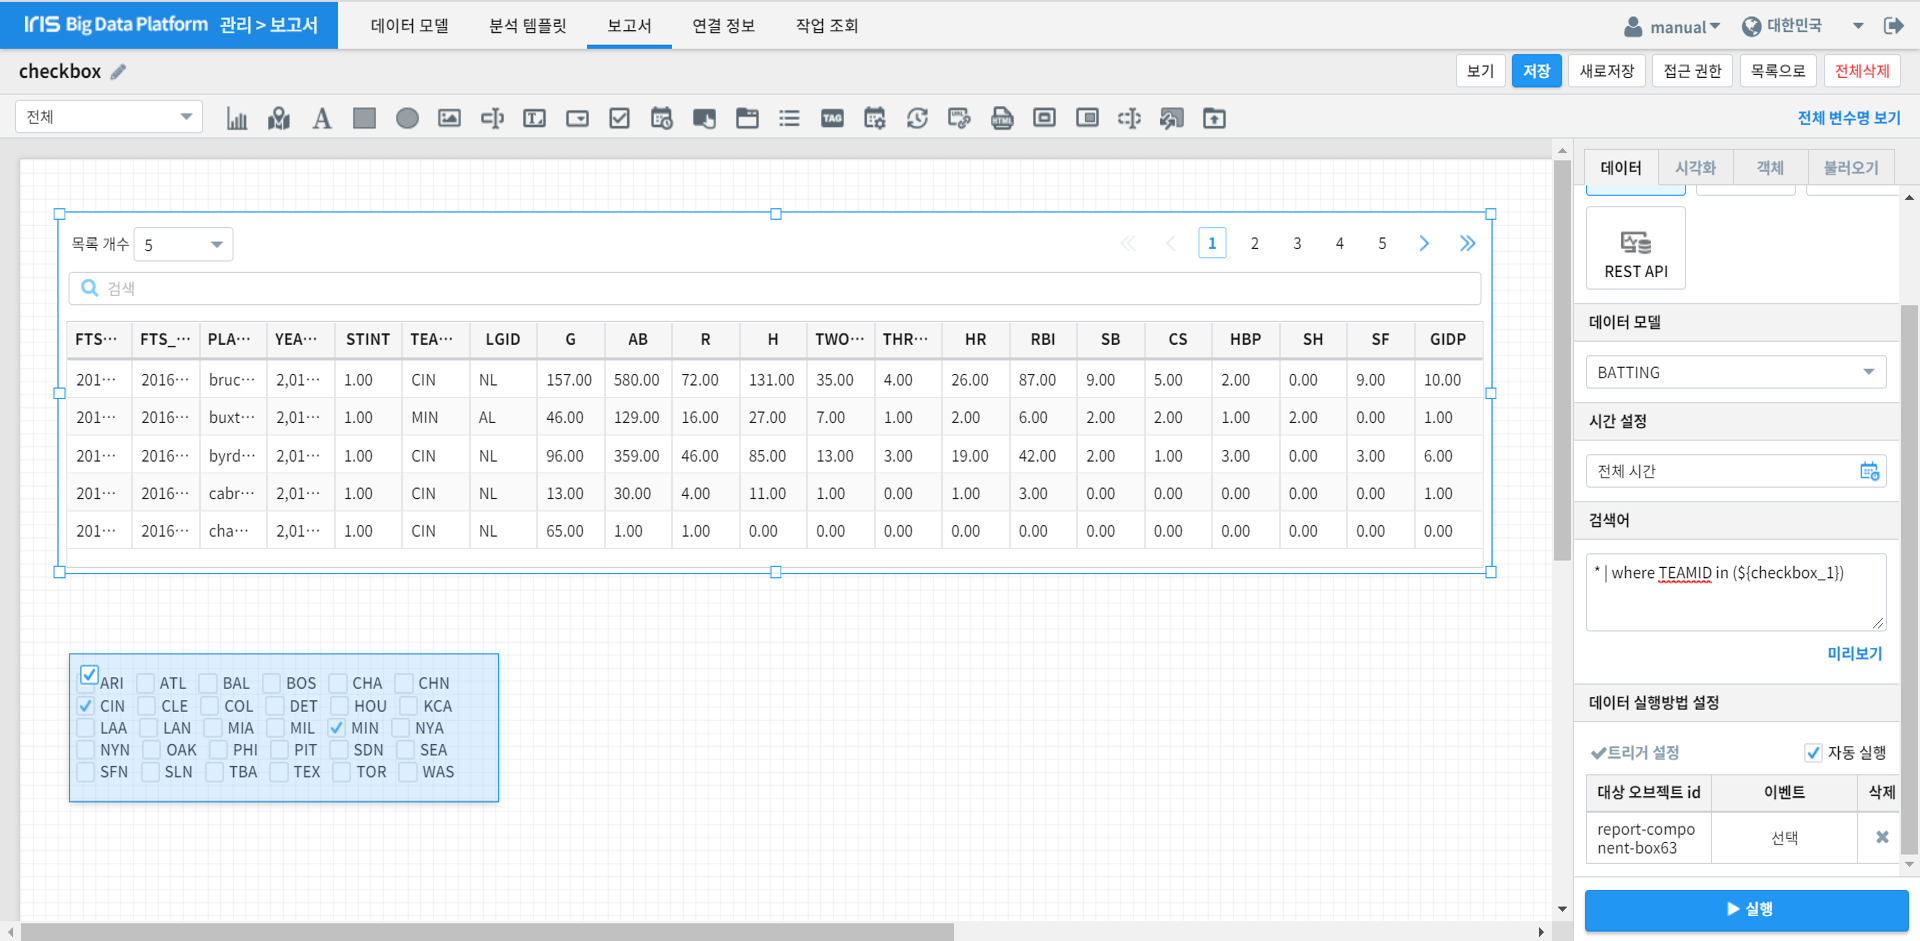 IRIS Big Data Platform 관리 > 보고서 데이터 모델 분석 템플릿 보고서 연결 정보 작업 조회 manual 대한민국
checkbox 보기 저장 새로저장 접근 권한 목록으로 전체삭제
전체 T TAG HTML 전체 변수명 보기
데이터 시각화 객체 불러오기
목록 개수 5 1 2 3 4 5
검색
FTS··· FTS_··· PLA··· YEA··· STINT TEA··· LGID G AB R H TWO··· THR··· HR RBI SB CS HBP SH SF GIDP
201··· 2016··· bruc··· 2,01··· 1.00 CIN NL 157.00 580.00 72.00 131.00 35.00 4.00 26.00 87.00 9.00 5.00 2.00 0.00 9.00 10.00
201··· 2016··· buxt··· 2,01··· 1.00 MIN AL 46.00 129.00 16.00 27.00 7.00 1.00 2.00 6.00 2.00 2.00 1.00 2.00 0.00 1.00
201··· 2016··· byrd··· 2,01··· 1.00 CIN NL 96.00 359.00 46.00 85.00 13.00 3.00 19.00 42.00 2.00 1.00 3.00 0.00 3.00 6.00
201··· 2016··· cabr··· 2,01··· 1.00 CIN NL 13.00 30.00 4.00 11.00 1.00 0.00 1.00 3.00 0.00 0.00 0.00 0.00 0.00 1.00
201··· 2016··· cha··· 2,01··· 1.00 CIN NL 65.00 1.00 1.00 0.00 0.00 0.00 0.00 0.00 0.00 0.00 0.00 0.00 0.00 0.00
ARI ATL BAL BOS CHA CHN
CIN CLE COL DET HOU KCA
LAA LAN MIA MIL MIN NYA
NYN OAK PHI PIT SDN SEA
SFN SLN TBA TEX TOR WAS
REST API
데이터 모델
BATTING
시간 설정
전체 시간
검색어
* | where TEAMID in (${checkbox_1})
미리보기
데이터 실행방법 설정
트리거 설정 자동 실행
대상 오브젝트 id 이벤트 삭제
report-compo
nent-box63 선택
실행